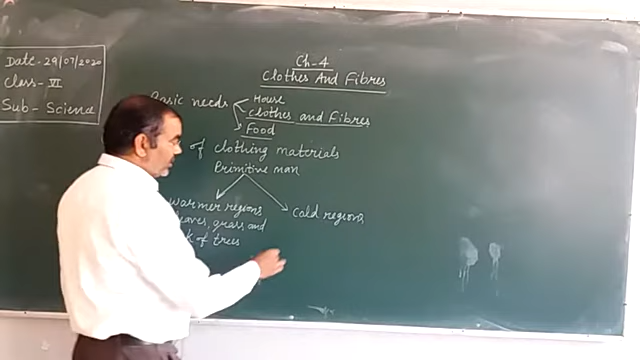 Date- 29/07/2020
Class- VI
Sub- Science
Ch-4
Clothes And Fibres
Basic needs
House
Clothes and Fibres
Food
of clothing materials
Primitive man
warmer regions
cold regions
leaves, grass and
of trees